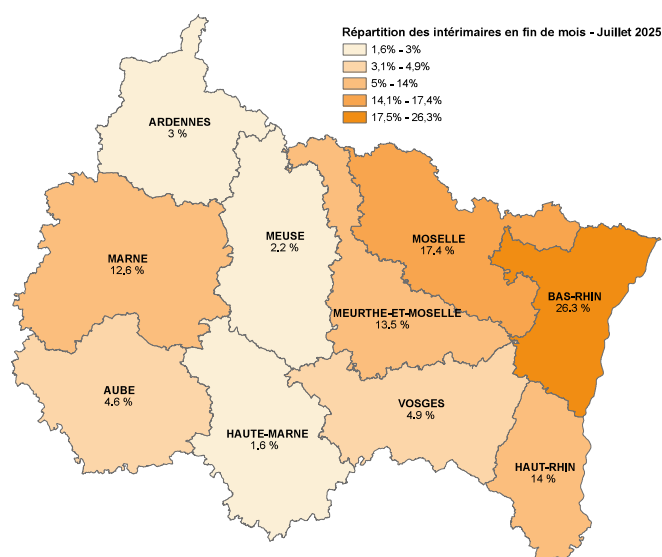 Répartition des intérimaires en fin de mois - Juillet 2025
1,6% - 3%
3,1% - 4,9%
5% - 14%
14,1% - 17,4%
17,5% - 26,3%
ARDENNES
3 %
MEUSE
2.2 %
MOSELLE
17.4 %
MARNE
12.6 %
BAS-RHIN
26.3 %
MEURTHE-ET-MOSELLE
13.5 %
AUBE
4.6 %
VOSGES
4.9 %
HAUTE-MARNE
1.6 %
HAUT-RHIN
14 %